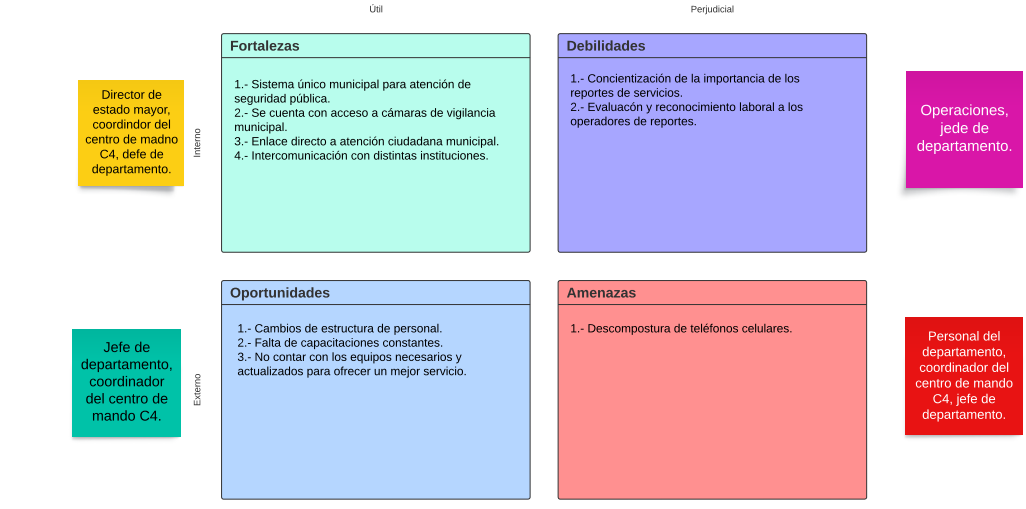 Útil
Perjudicial
Fortalezas
1.- Sistema único municipal para atención de
seguridad pública.
2.- Se cuenta con acceso a cámaras de vigilancia
municipal.
3.- Enlace directo a atención ciudadana municipal.
4.- Intercomunicación con distintas instituciones.
Debilidades
1.- Concientización de la importancia de los
reportes de servicios.
2.- Evaluacón y reconocimiento laboral a los
operadores de reportes.
Director de
estado mayor,
coordindor del
centro de madno
C4, defe de
departamento.
Interno
Operaciones,
jede de
departamento.
Oportunidades
1.- Cambios de estructura de personal.
2.- Falta de capacitaciones constantes.
3.- No contar con los equipos necesarios y
actualizados para ofrecer un mejor servicio.
Amenazas
1.- Descompostura de teléfonos celulares.
Jefe de
departamento,
coordinador
del centro de
mando C4.
Externo
Personal del
departamento,
coordinador del
centro de mando
C4, jefe de
departamento.